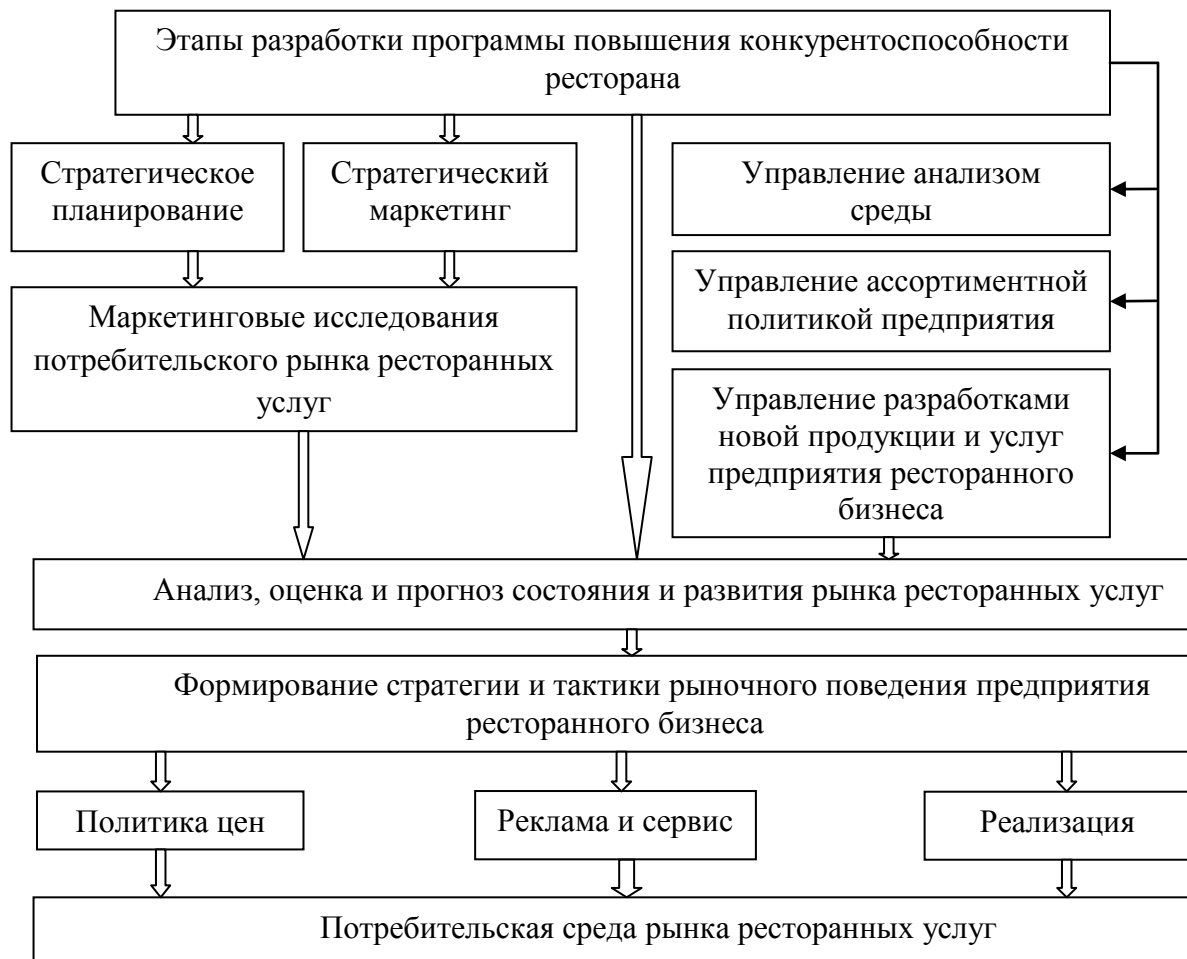 Этапы разработки программы повышения конкурентоспособности
ресторана
Стратегическое
планирование
Стратегический
маркетинг
Управление анализом
среды
Управление ассортиментной
политикой предприятия
Маркетинговые исследования
потребительского рынка ресторанных
услуг
Управление разработками
новой продукции и услуг
предприятия ресторанного
бизнеса
Анализ, оценка и прогноз состояния и развития рынка ресторанных услуг
Формирование стратегии и тактики рыночного поведения предприятия
ресторанного бизнеса
Политика цен
Реклама и сервис
Реализация
Потребительская среда рынка ресторанных услуг